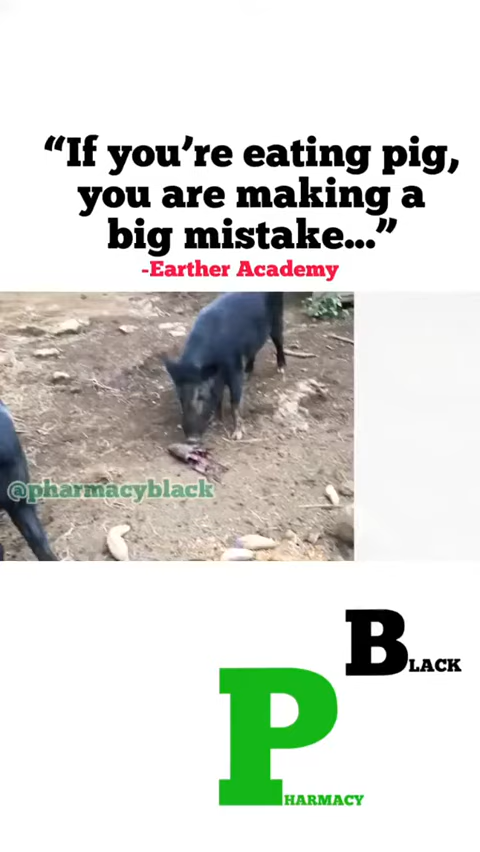 “If you’re eating pig,
you are making a
big mistake...”
-Earther Academy
@pharmacyblack
BLACK
PHARMACY